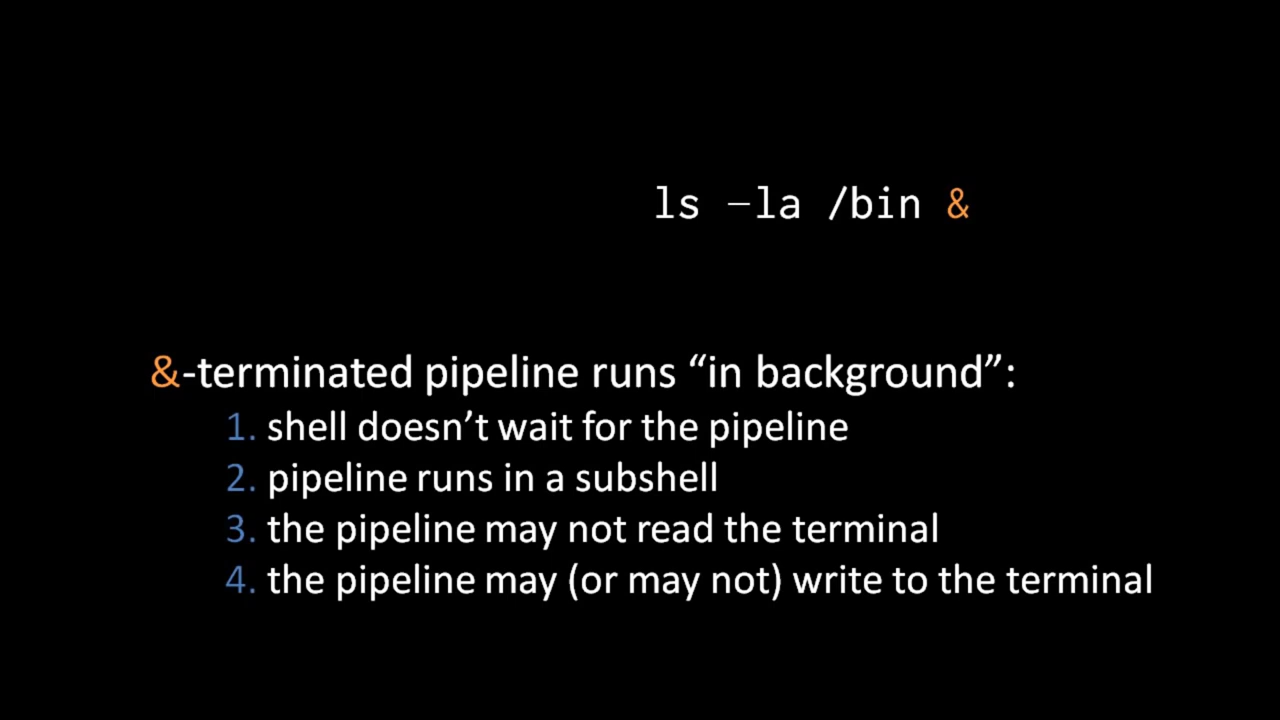 ls –la /bin &
&-terminated pipeline runs “in background”:
1. shell doesn’t wait for the pipeline
2. pipeline runs in a subshell
3. the pipeline may not read the terminal
4. the pipeline may (or may not) write to the terminal